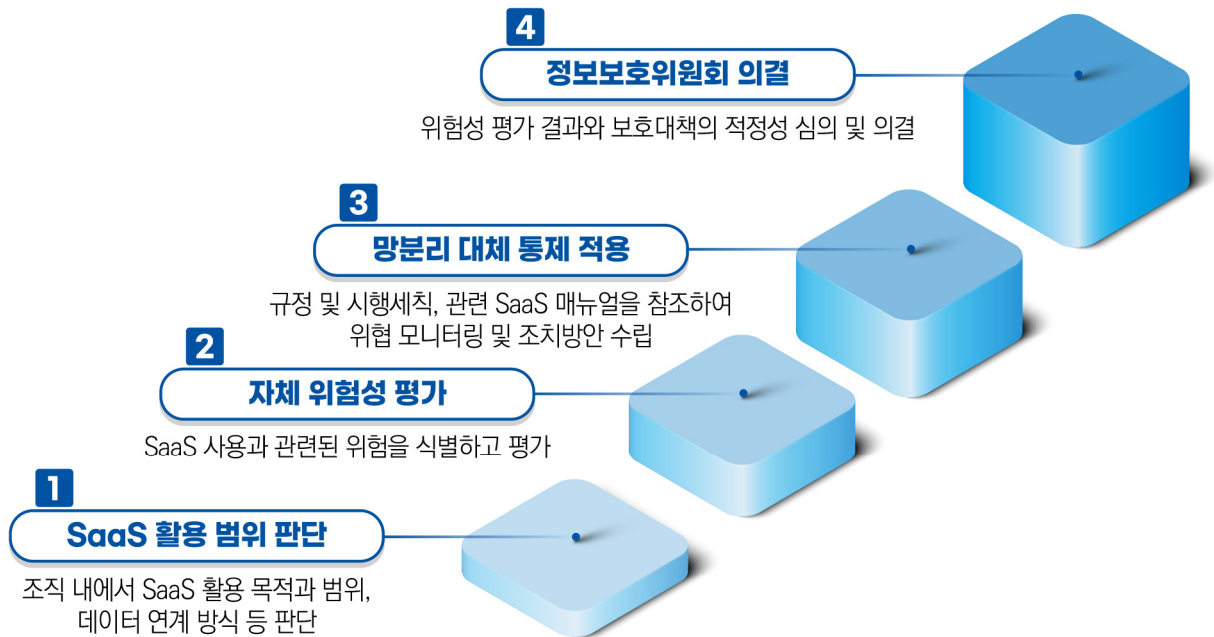 4
정보보호위원회 의결
위험성 평가 결과와 보호대책의 적정성 심의 및 의결
3
망분리 대체 통제 적용
규정 및 시행세칙, 관련 SaaS 매뉴얼을 참조하여
위협 모니터링 및 조치방안 수립
2
자체 위험성 평가
SaaS 사용과 관련된 위험을 식별하고 평가
1
SaaS 활용 범위 판단
조직 내에서 SaaS 활용 목적과 범위,
데이터 연계 방식 등 판단